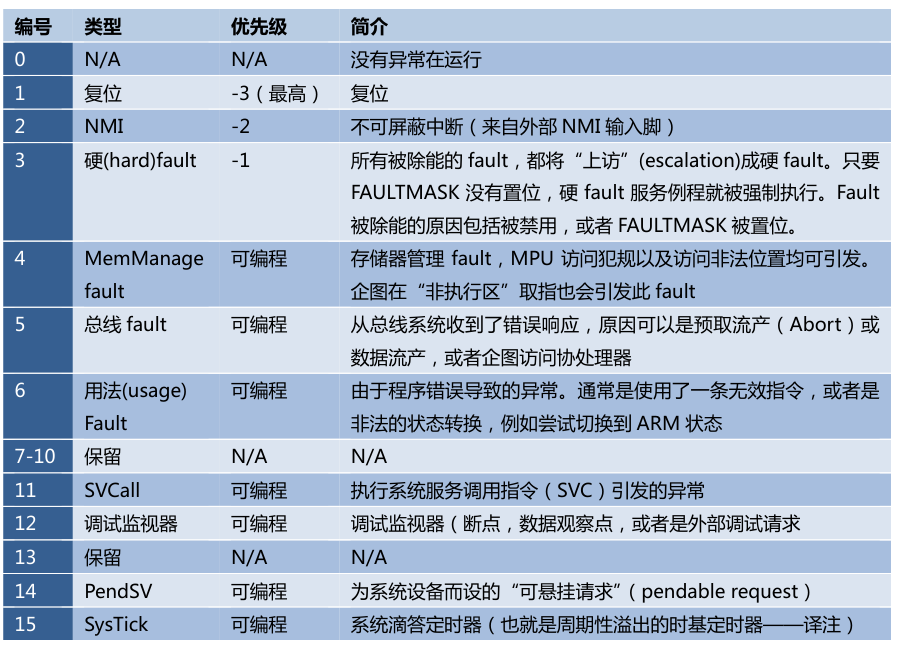 编号 类型 优先级 简介
0 N/A N/A 没有异常在运行
1 复位 -3（最高） 复位
2 NMI -2 不可屏蔽中断（来自外部 NMI 输入脚）
3 硬(hard)fault -1 所有被除能的 fault，都将“上访”(escalation)成硬 fault。只要
FAULTMASK 没有置位，硬 fault 服务例程就被强制执行。Fault
被除能的原因包括被禁用，或者 FAULTMASK 被置位。
4 MemManage 可编程 存储器管理 fault，MPU 访问犯规以及访问非法位置均可引发。
fault 企图在“非执行区”取指也会引发此 fault
5 总线 fault 可编程 从总线系统收到了错误响应，原因可以是预取流产（Abort）或
数据流产，或者企图访问协处理器
6 用法(usage) 可编程 由于程序错误导致的异常。通常是使用了一条无效指令，或者是
Fault 非法的状态转换，例如尝试切换到 ARM 状态
7-10 保留 N/A N/A
11 SVCall 可编程 执行系统服务调用指令（SVC）引发的异常
12 调试监视器 可编程 调试监视器（断点，数据观察点，或者是外部调试请求
13 保留 N/A N/A
14 PendSV 可编程 为系统设备而设的“可悬挂请求”（pendable request）
15 SysTick 可编程 系统滴答定时器（也就是周期性溢出的时基定时器——译注）